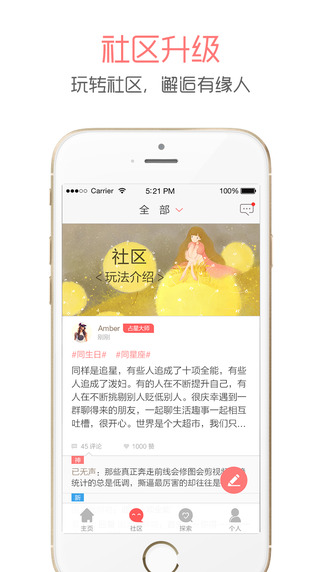 社区升级
玩转社区，邂逅有缘人
Carrier
5:21 PM
100%
全 部
社区
<玩法介绍>
Amber 占星大师
刚刚
#同生日# #同星座#
同样是追星，有些人追成了十项全能，有些
人追成了泼妇。有的人在不断提升自己，有
人在不断挑剔别人贬低别人。很庆幸遇到一
群聊得来的朋友，一起聊生活趣事一起相互
吐槽，很开心。世界是个大超市，我们只...
45 评论 1000 赞
神
已无声：那些真正奔走前线会修图会剪视频
统计的总是低调，撕逼最厉害的却往往是
主页 社区 探索 个人